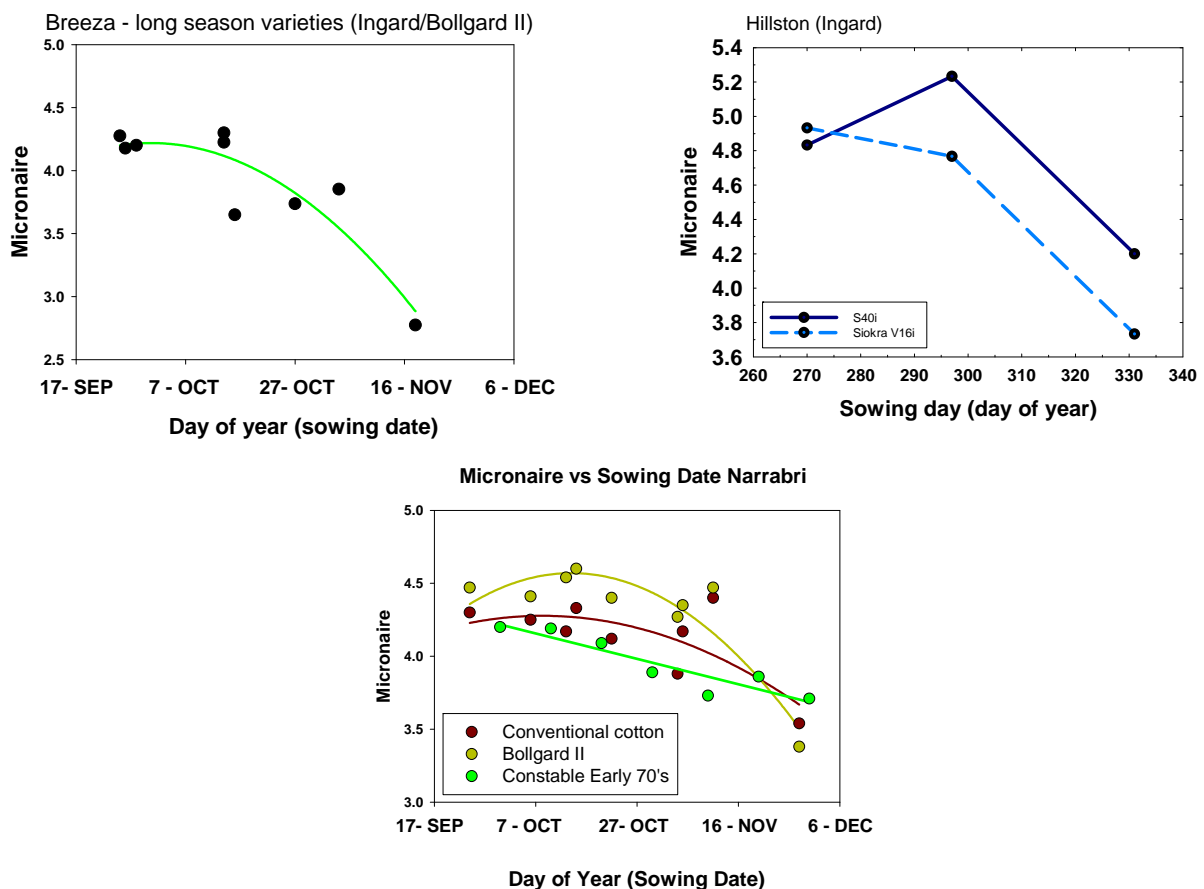 Breeza - long season varieties (Ingard/Bollgard II)
5.0
4.5
4.0
3.5
3.0
2.5
Micronaire
17- SEP 7 - OCT 27 - OCT 16 - NOV 6 - DEC
Day of year (sowing date)
Hillston (Ingard)
5.4
5.2
5.0
4.8
4.6
4.4
4.2
4.0
3.8
3.6
Micronaire
S40i
Siokra V16i
260 270 280 290 300 310 320 330 340
Sowing day (day of year)
Micronaire vs Sowing Date Narrabri
5.0
4.5
4.0
3.5
3.0
Micronaire
Conventional cotton
Bollgard II
Constable Early 70's
17- SEP 7 - OCT 27- OCT 16 - NOV 6 - DEC
Day of Year (Sowing Date)